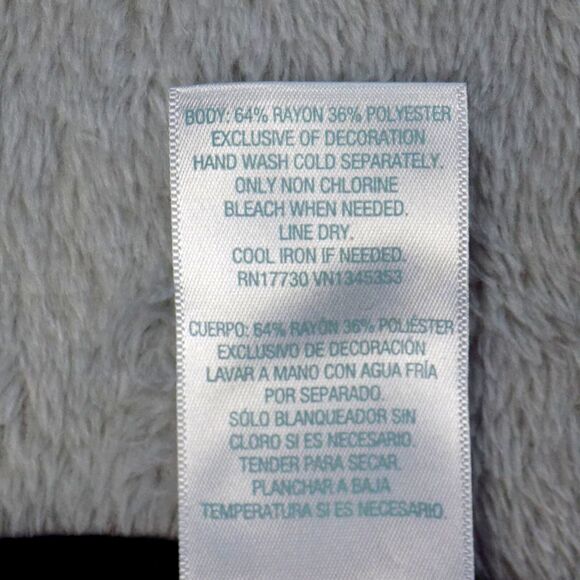 BODY: 64% RAYON 36% POLYESTER
EXCLUSIVE OF DECORATION
HAND WASH COLD SEPARATELY.
ONLY NON CHLORINE
BLEACH WHEN NEEDED.
LINE DRY.
COOL IRON IF NEEDED.
RN17730 VN1345353
CUERPO: 64% RAYÓN 36% POLIÉSTER
EXCLUSIVO DE DECORACIÓN
LAVAR A MANO CON AGUA FRÍA
POR SEPARADO.
SÓLO BLANQUEADOR SIN
CLORO SI ES NECESARIO.
TENDER PARA SECAR.
PLANCHAR A BAJA
TEMPERATURA SI ES NECESARIO.